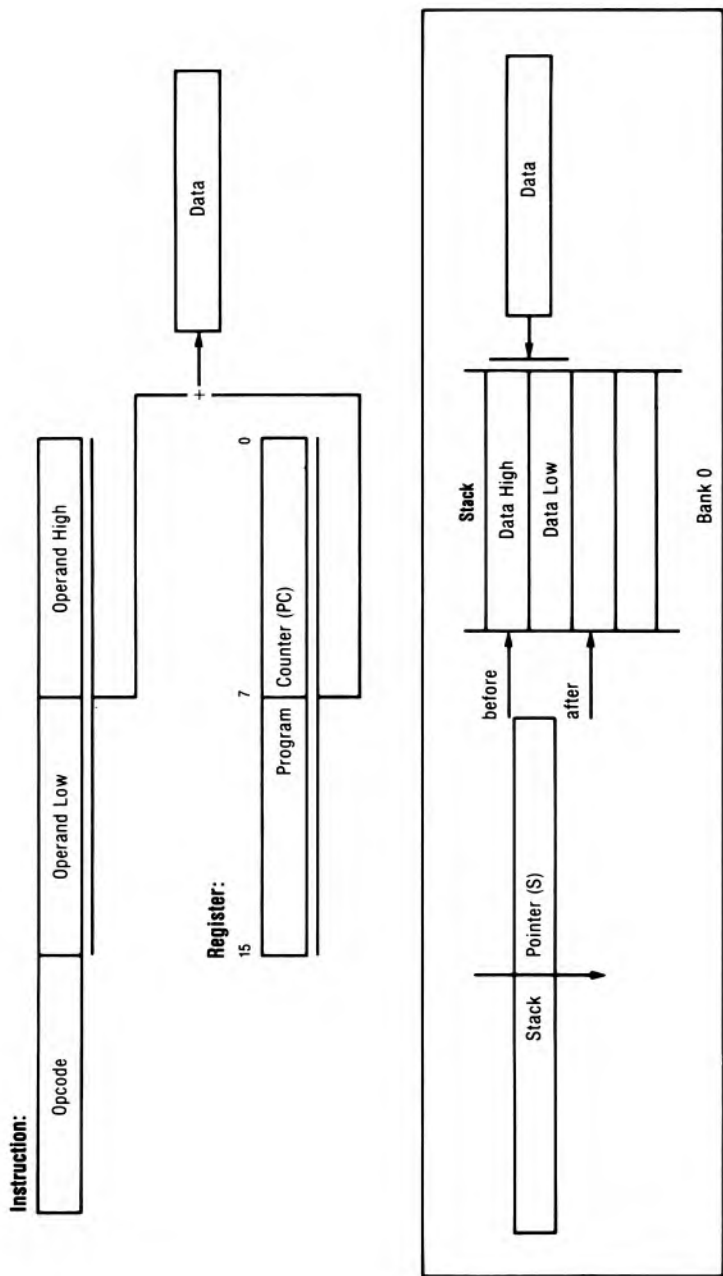 Instruction:
Opcode
Operand Low
Operand High
Data
Register:
15
7
0
Program Counter (PC)
+
Stack
before
Data High
Data
Stack Pointer (S)
Data Low
after
Bank 0